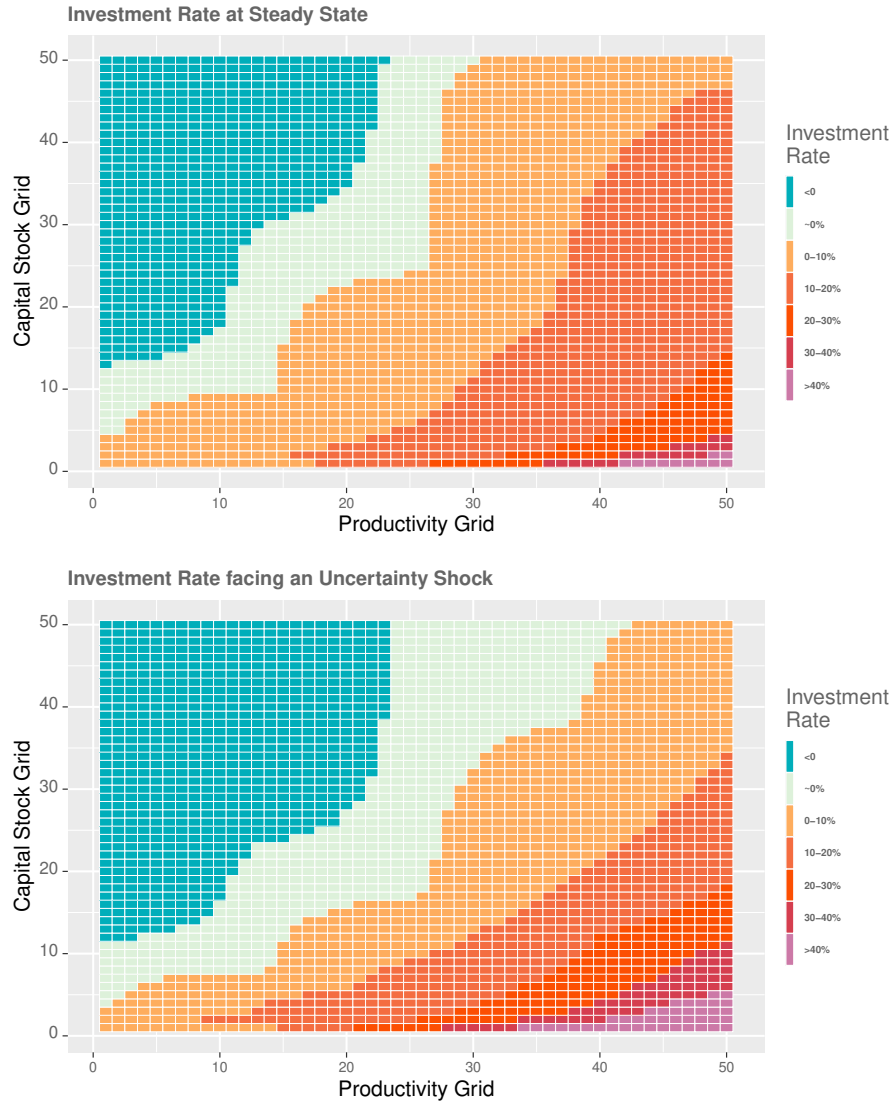 Investment Rate at Steady State
50
40
30
20
10
0
Capital Stock Grid
0 10 20 30 40 50
Productivity Grid
Investment
Rate
<0
~0%
0–10%
10–20%
20–30%
30–40%
>40%
Investment Rate facing an Uncertainty Shock
50
40
30
20
10
0
Capital Stock Grid
0 10 20 30 40 50
Productivity Grid
Investment
Rate
<0
~0%
0–10%
10–20%
20–30%
30–40%
>40%